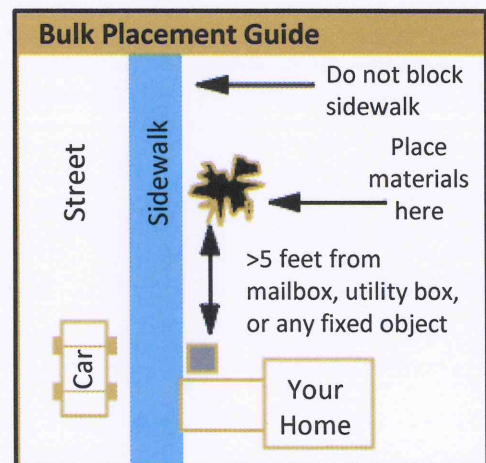 Bulk Placement Guide
Do not block
sidewalk
Street
Sidewalk
Place
materials
here
>5 feet from
mailbox, utility box,
or any fixed object
Car
Your
Home